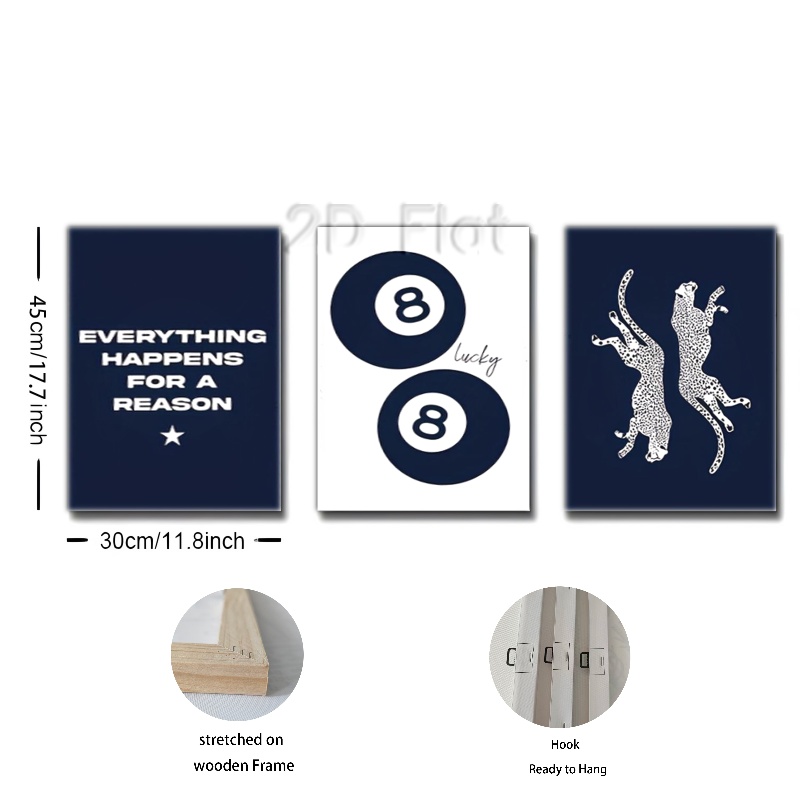 2D Flat
EVERYTHING
HAPPENS
FOR A
REASON
8
lucky
8
45cm/17.7inch
30cm/11.8inch
stretched on
wooden Frame
Hook
Ready to Hang